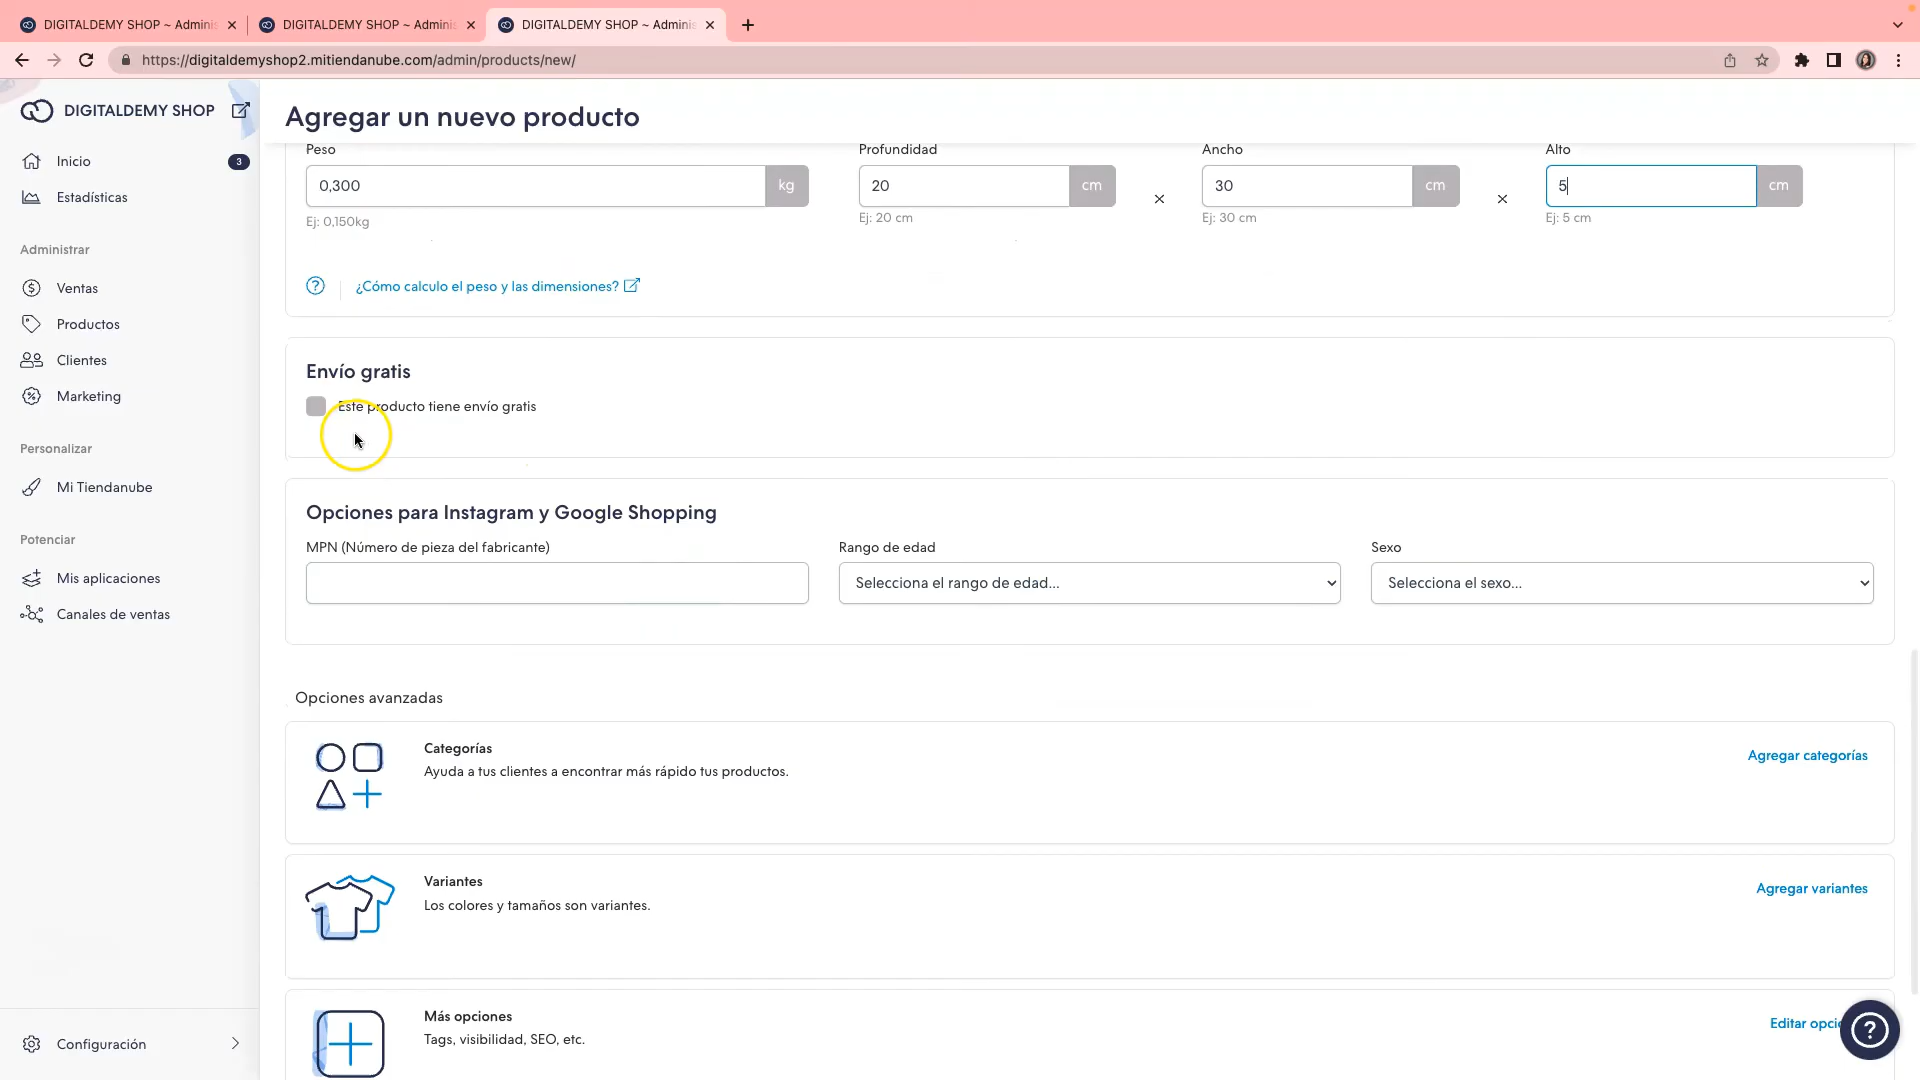 DIGITALDEMY SHOP ~ Adminis
DIGITALDEMY SHOP ~ Adminis
DIGITALDEMY SHOP ~ Adminis
https://digitaldemyshop2.mitiendanube.com/admin/products/new/
DIGITALDEMY SHOP
Inicio
3
Estadísticas
Administrar
Ventas
Productos
Clientes
Marketing
Personalizar
Mi Tiendanube
Potenciar
Mis aplicaciones
Canales de ventas
Configuración
Agregar un nuevo producto
Peso
Profundidad
Ancho
Alto
0,300 kg
20 cm × 30 cm × 5 cm
Ej: 0,150kg
Ej: 20 cm
Ej: 30 cm
Ej: 5 cm
¿Cómo calculo el peso y las dimensiones?
Envío gratis
Este producto tiene envío gratis
Opciones para Instagram y Google Shopping
MPN (Número de pieza del fabricante)
Rango de edad
Sexo
Selecciona el rango de edad...
Selecciona el sexo...
Opciones avanzadas
Categorías
Ayuda a tus clientes a encontrar más rápido tus productos.
Agregar categorías
Variantes
Los colores y tamaños son variantes.
Agregar variantes
Más opciones
Tags, visibilidad, SEO, etc.
Editar opci